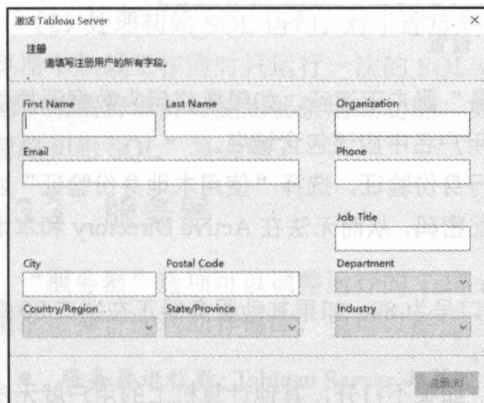 激活 Tableau Server
注册
请填写注册用户的所有字段。
First Name
Last Name
Organization
Email
Phone
Job Title
City
Postal Code
Department
Country/Region
State/Province
Industry